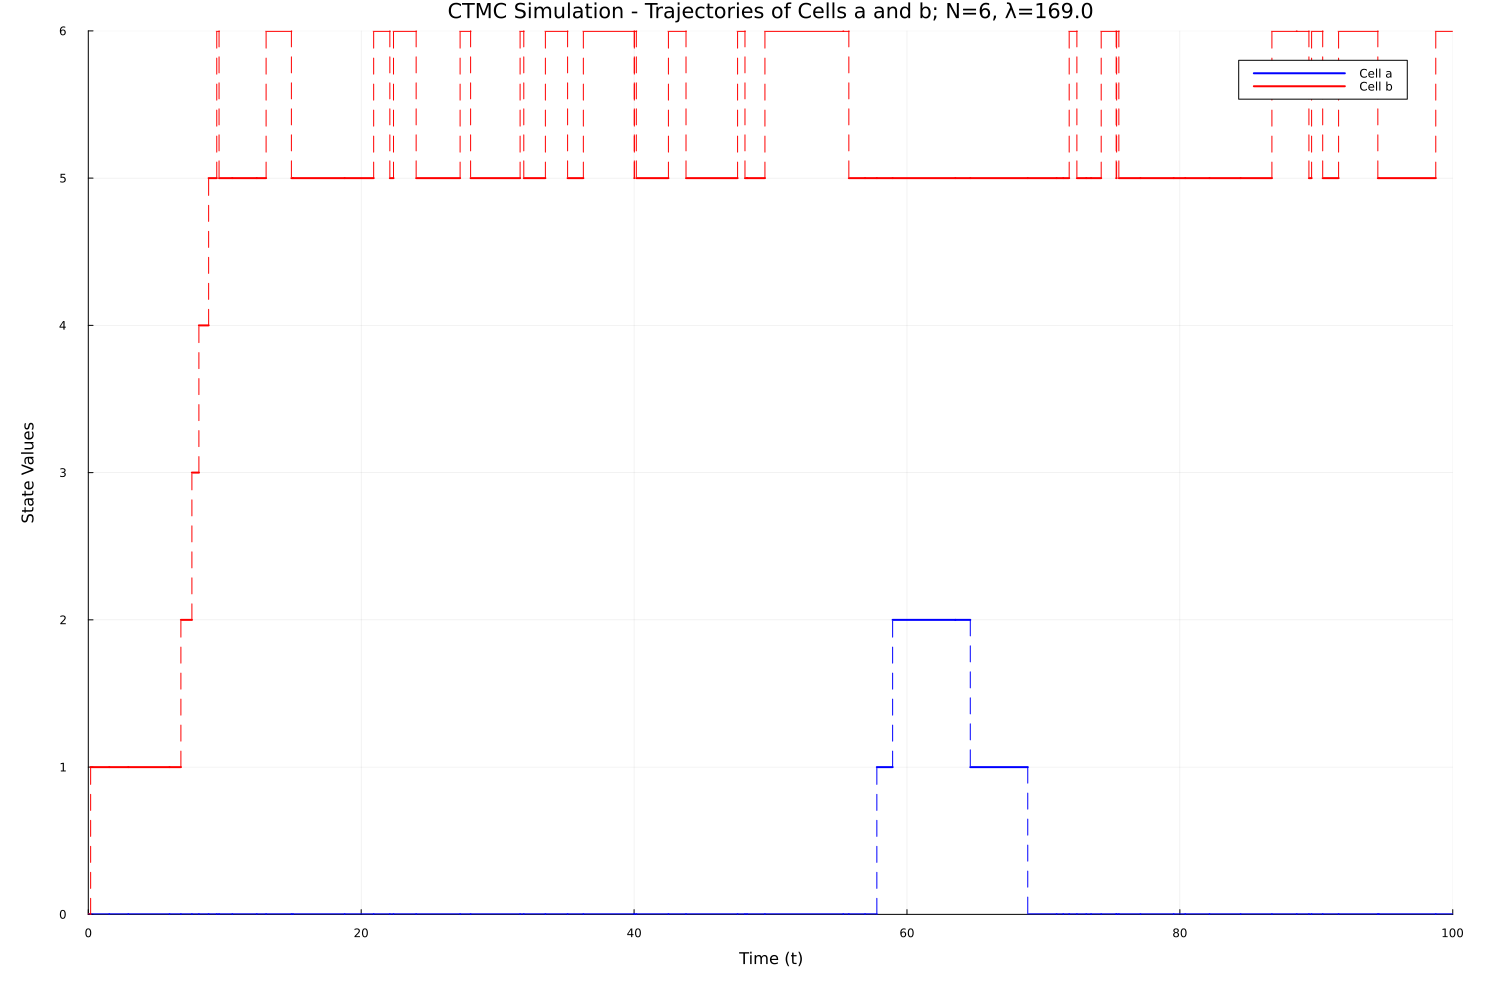 CTMC Simulation - Trajectories of Cells a and b; N=6, λ=169.0
6
Cell a
Cell b
5
4
State Values
3
2
1
0
0 20 40 60 80 100
Time (t)